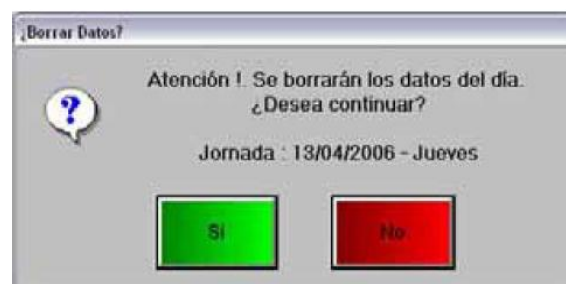 ¿Borrar Datos?
Atención !. Se borrarán los datos del día.
¿Desea continuar?
Jornada : 13/04/2006 - Jueves
Si
No